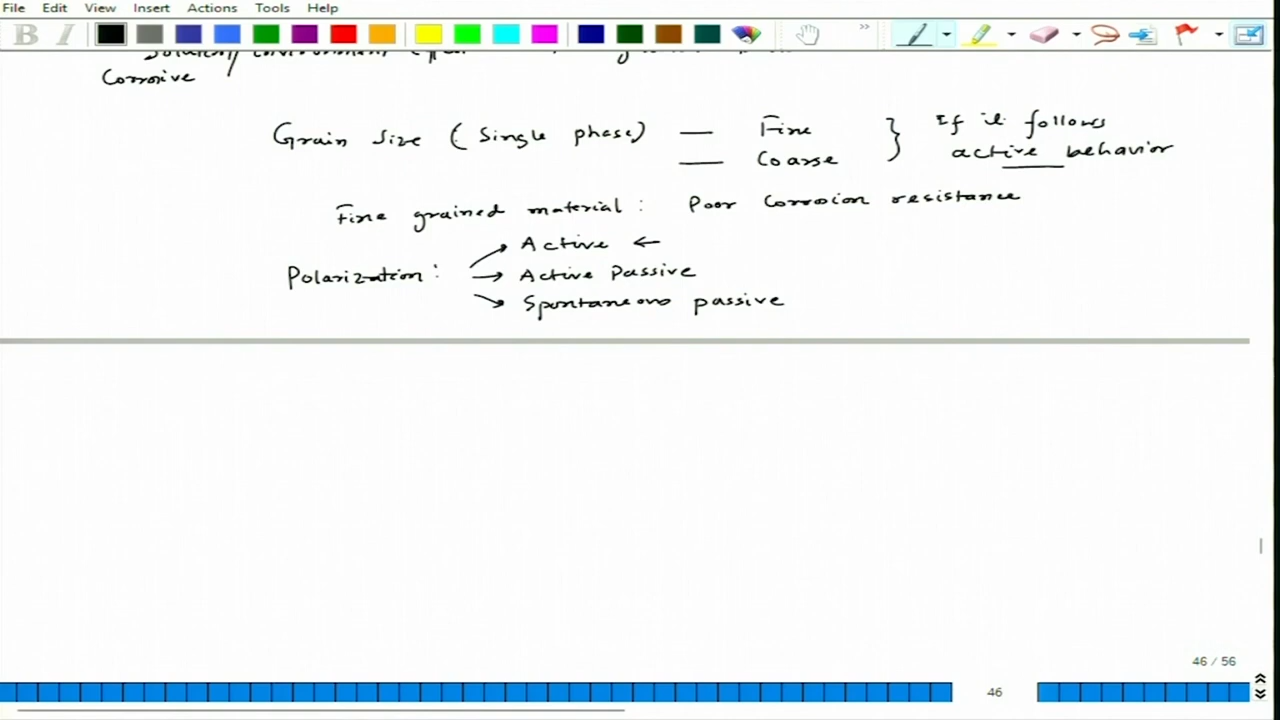 File Edit View Insert Actions Tools Help
B I
Corrosive
Grain Size (Single phase) — Fine
— Coarse
If it follows
active behavior
Fine grained material : Poor Corrosion resistance
Polarization : Active ←
→ Active Passive
Spontaneous passive
46 / 56
46